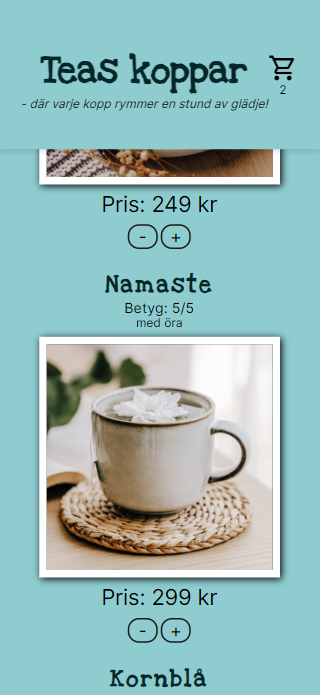 Teas koppar
2
- där varje kopp rymmer en stund av glädje!
Pris: 249 kr
- +
Namaste
Betyg: 5/5
med öra
Pris: 299 kr
- +
Kornblå